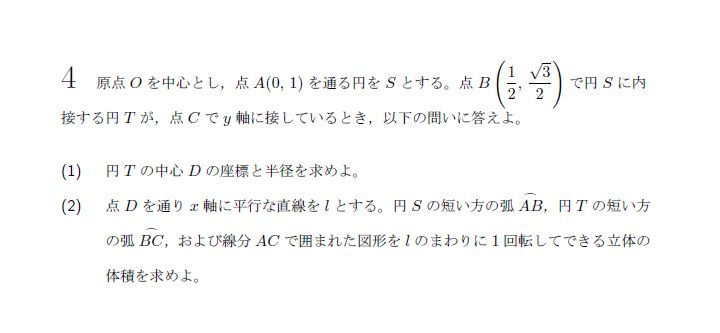 4 原点 O を中心とし，点 A(0, 1) を通る円を S とする。点 B $\left(\frac{1}{2}, \frac{\sqrt{3}}{2}\right)$ で円 S に内
接する円 T が，点 C で y 軸に接しているとき，以下の問いに答えよ。
(1) 円 T の中心 D の座標と半径を求めよ。
(2) 点 D を通り x 軸に平行な直線を l とする。円 S の短い方の弧 $\overset{\frown}{AB}$，円 T の短い方
の弧 $\overset{\frown}{BC}$，および線分 AC で囲まれた図形を l のまわりに 1 回転してできる立体の
体積を求めよ。